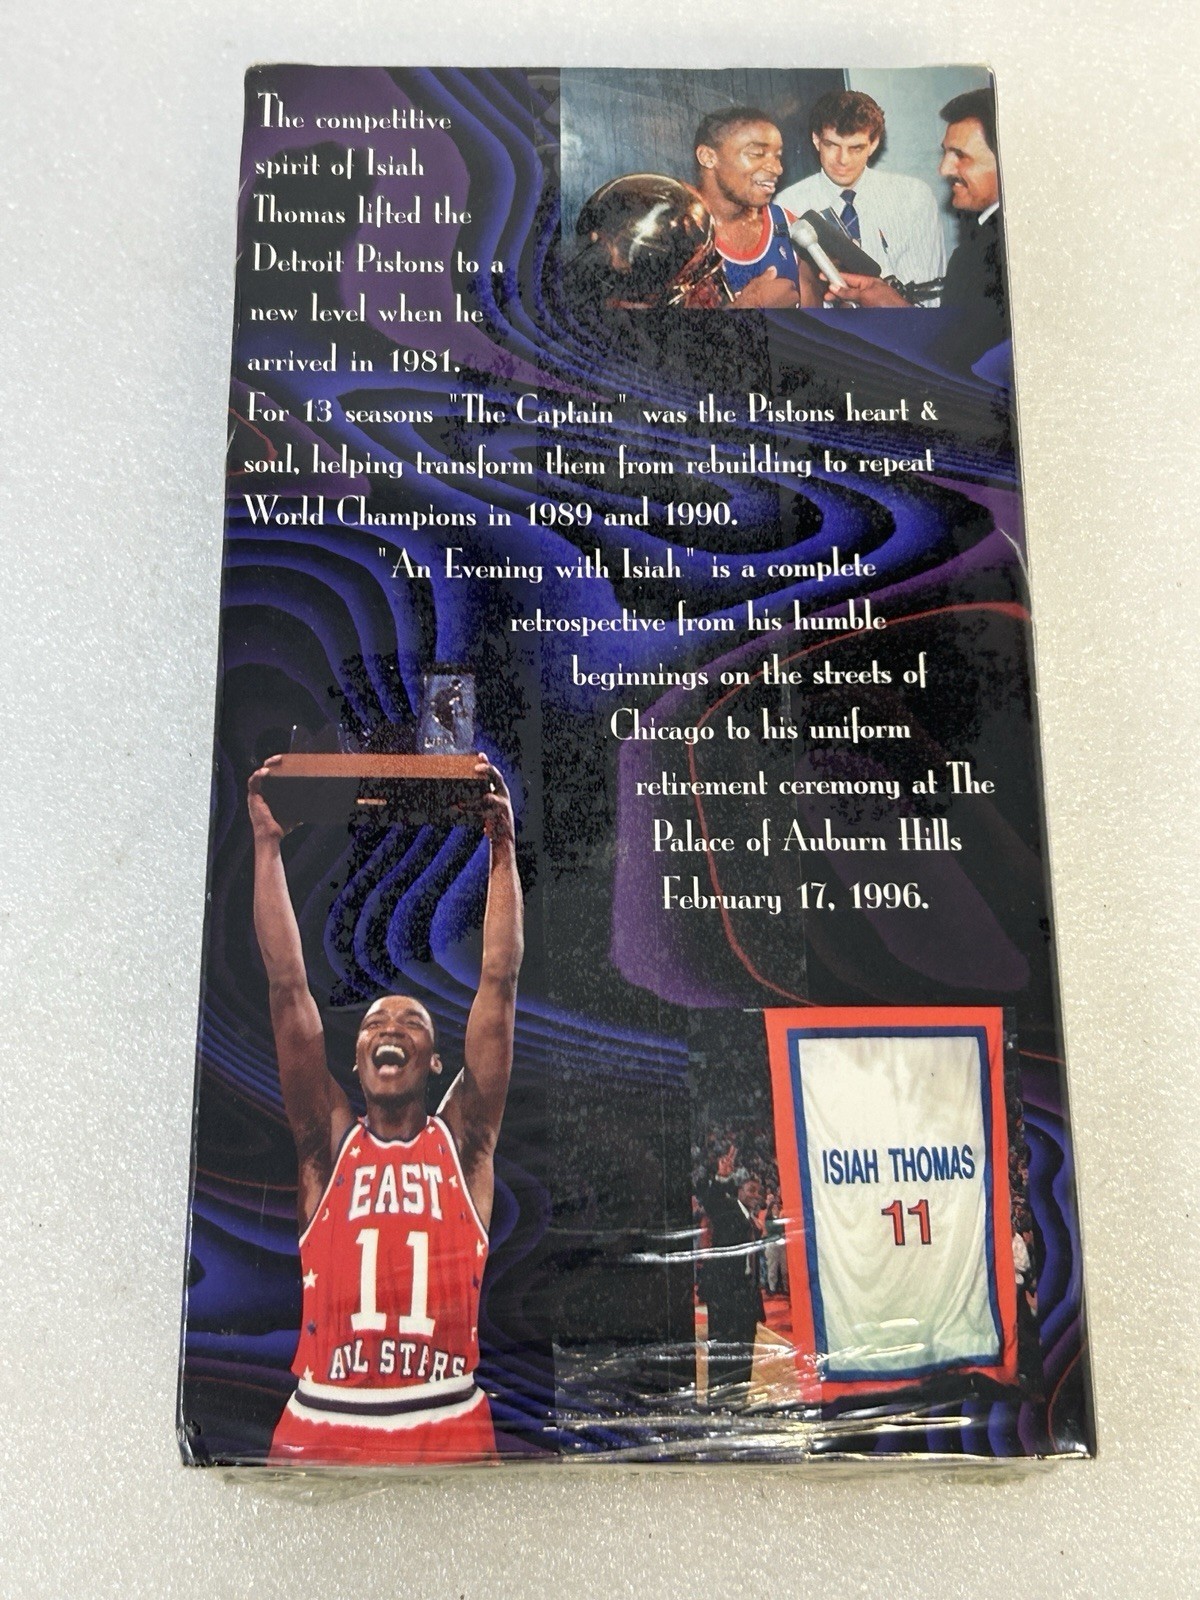 The competitive
spirit of Isiah
Thomas lifted the
Detroit Pistons to a
new level when he
arrived in 1981.
For 13 seasons "The Captain" was the Pistons heart &
soul, helping transform them from rebuilding to repeat
World Champions in 1989 and 1990.
"An Evening with Isiah" is a complete
retrospective from his humble
beginnings on the streets of
Chicago to his uniform
retirement ceremony at The
Palace of Auburn Hills
February 17, 1996.
EAST
11
ALL STARS
ISIAH THOMAS
11